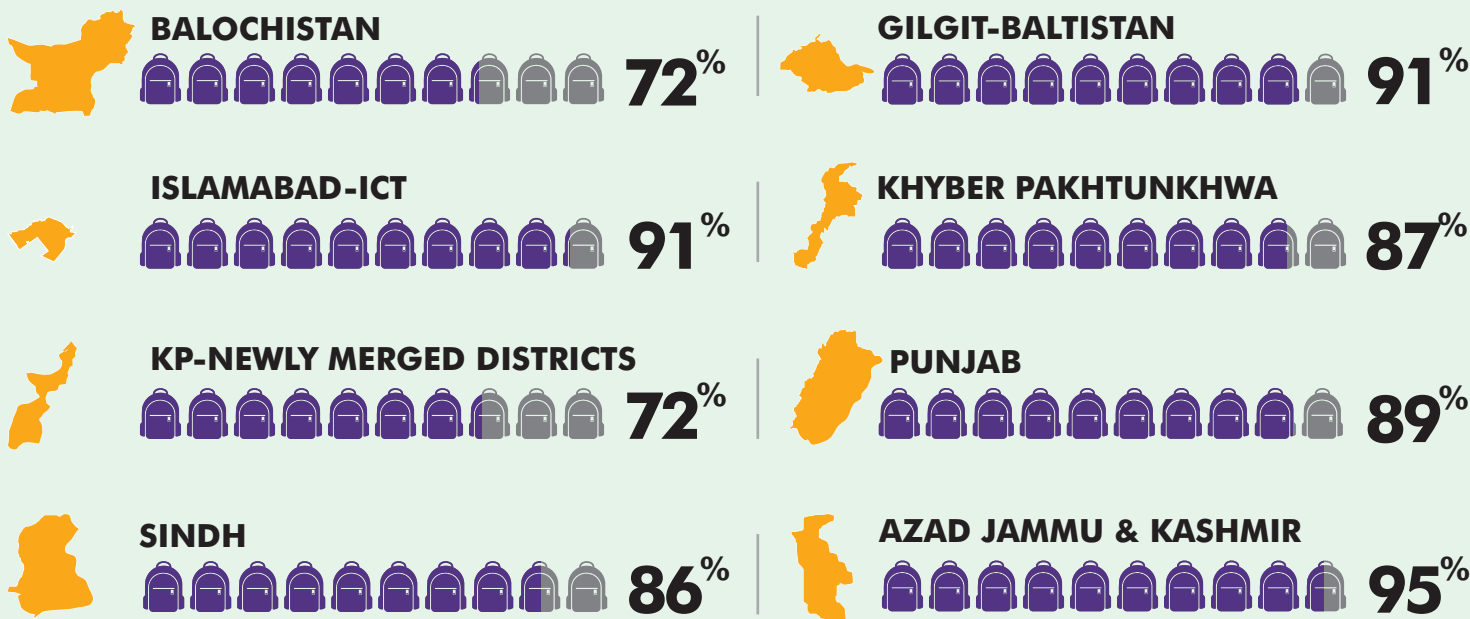 BALOCHISTAN
72%
GILGIT-BALTISTAN
91%
ISLAMABAD-ICT
91%
KHYBER PAKHTUNKHWA
87%
KP-NEWLY MERGED DISTRICTS
72%
PUNJAB
89%
SINDH
86%
AZAD JAMMU & KASHMIR
95%